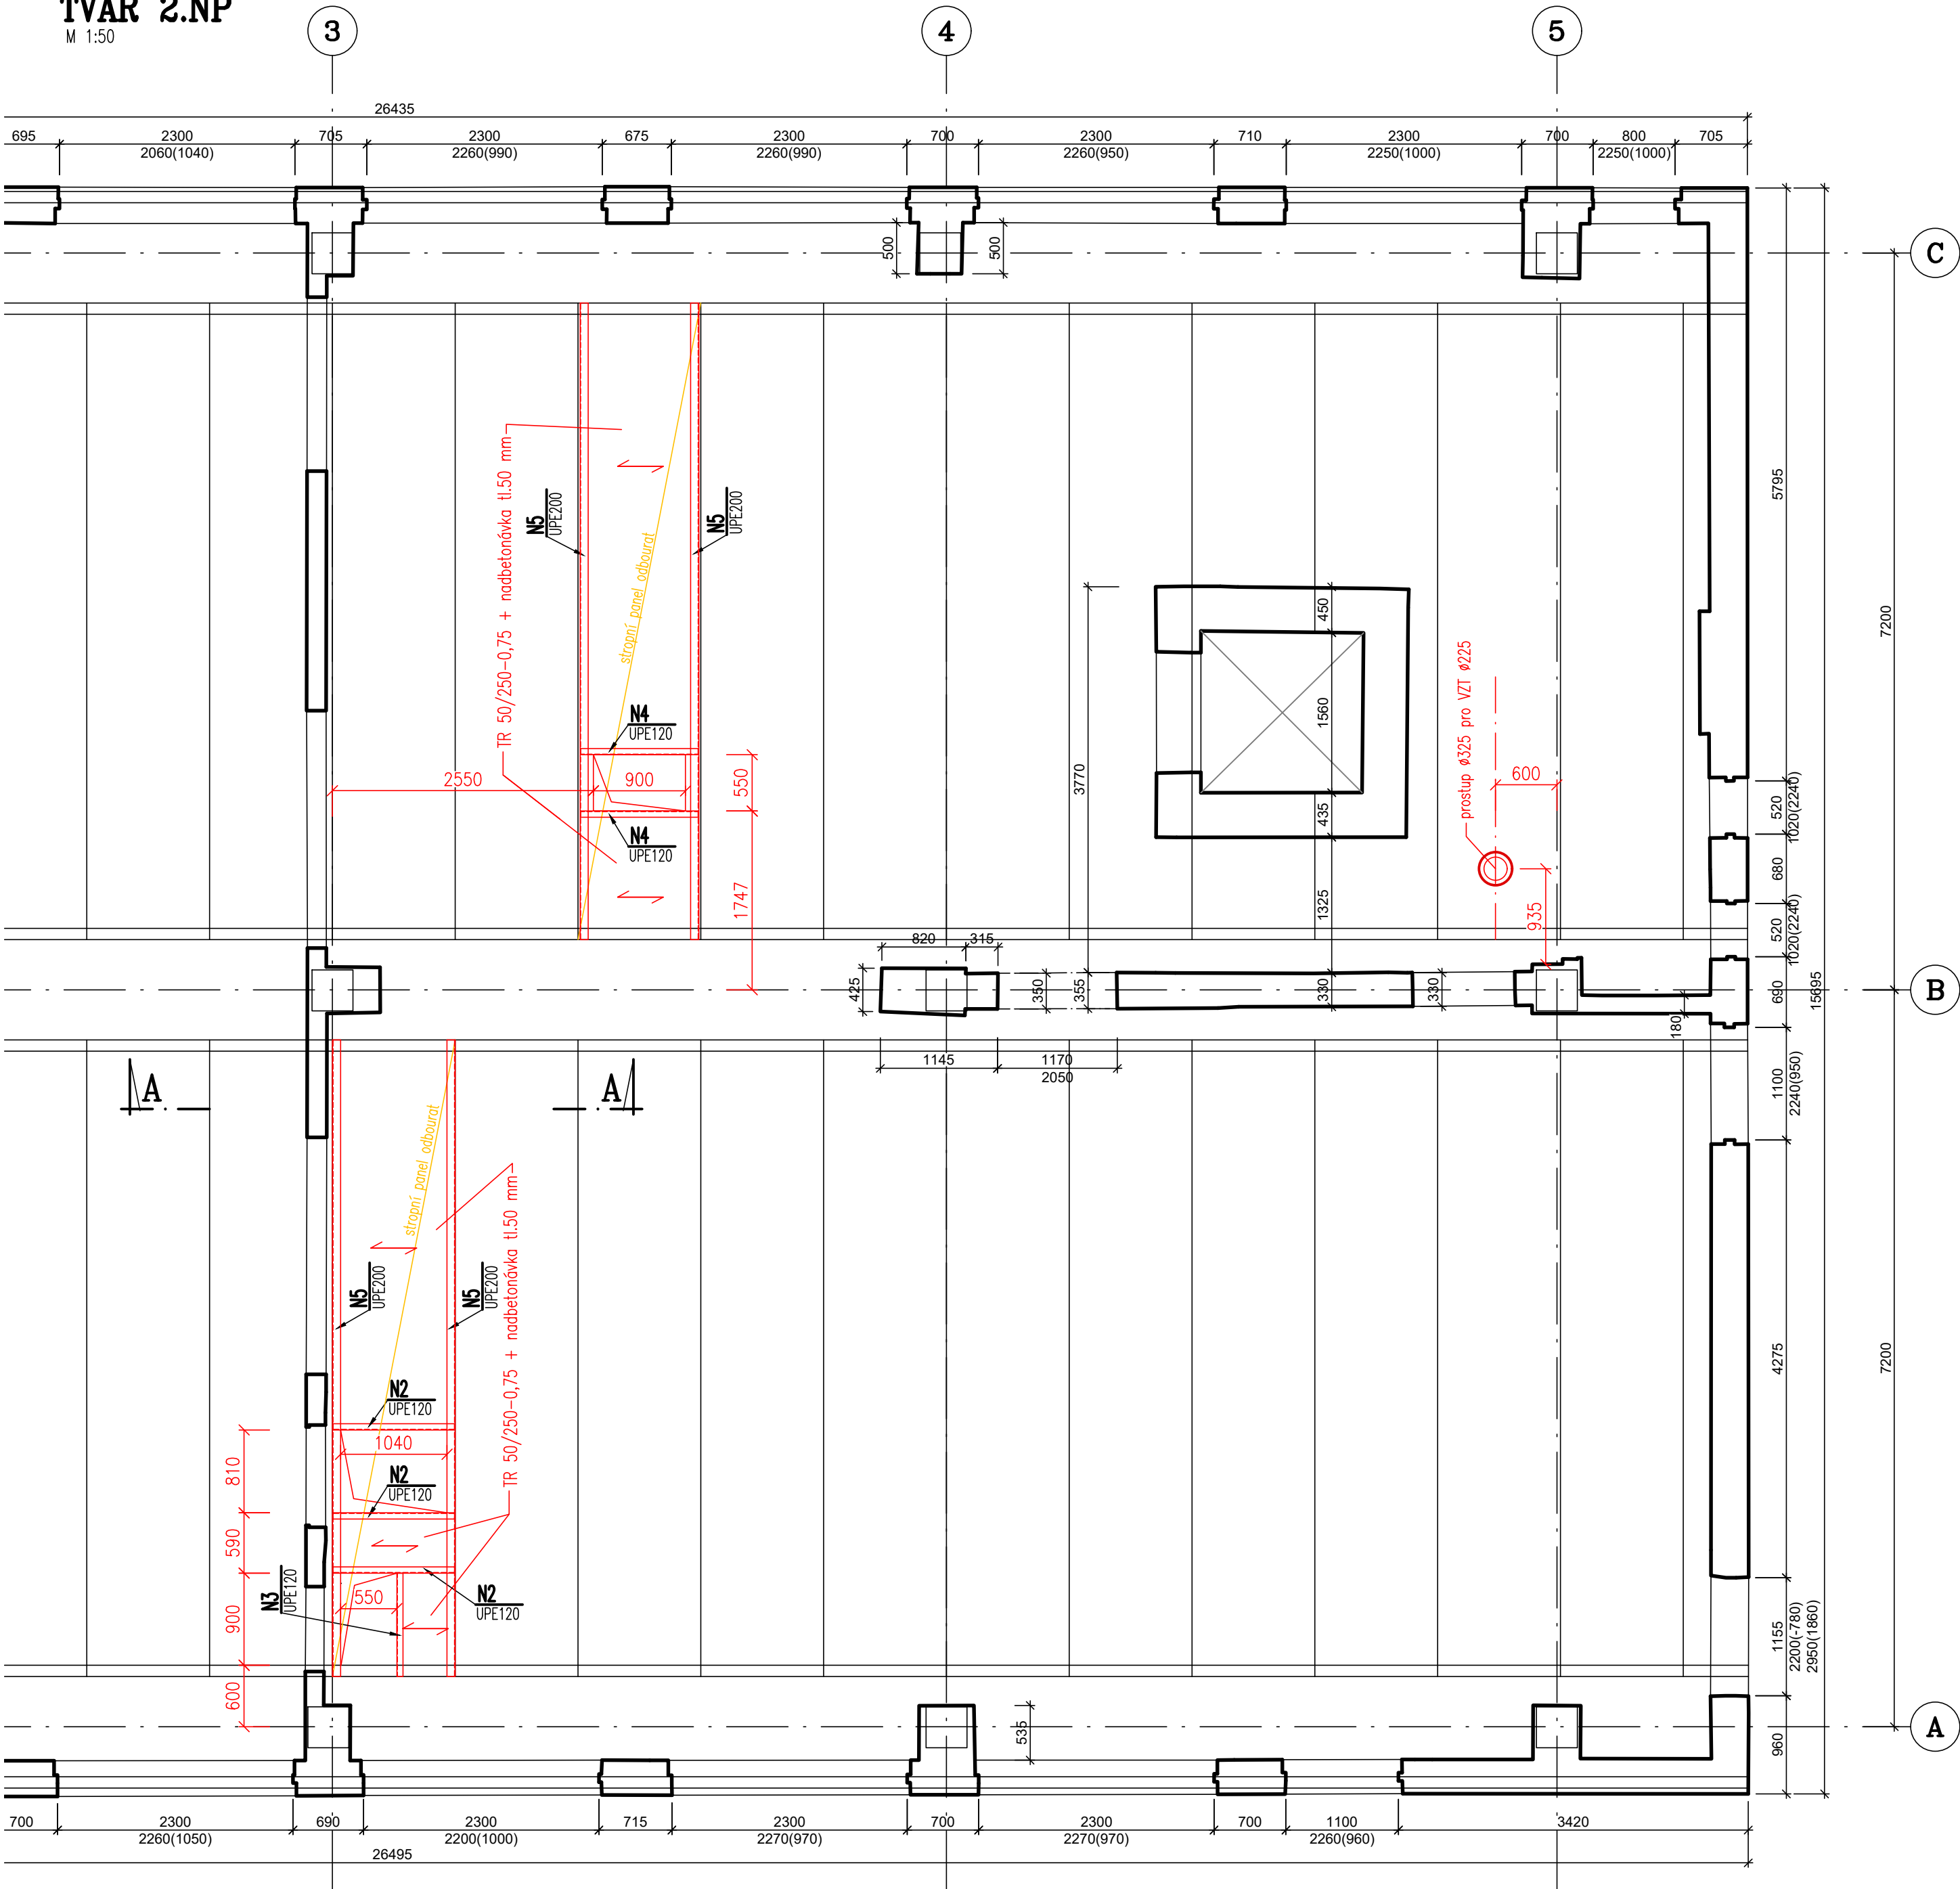 TVAR 2.NP
M 1:50
3
4
5
26435
695
2300
2060(1040)
705
2300
2260(990)
675
2300
2260(990)
700
2300
2260(950)
710
2300
2250(1000)
700
800
2250(1000)
705
500
500
C
TR 50/250-0,75 + nadbetonávka tl.50 mm
N5
UPE200
N5
UPE200
stropní panel odbourat
5795
7200
N4
UPE120
2550
900
550
N4
UPE120
1747
3770
450
1560
435
1325
prostup ø325 pro VZT ø225
600
935
520
1020(2240)
680
520
1020(2240)
690
15695
820
315
425
350
355
330
330
180
B
1145
1170
2050
A
A
1100
2240(950)
stropní panel odbourat
N5
UPE200
N5
UPE200
TR 50/250-0,75 + nadbetonávka tl.50 mm
4275
7200
N2
UPE120
1040
810
N2
UPE120
590
N3
UPE120
550
N2
UPE120
900
600
1155
2200(-780)
2950(1860)
535
960
A
700
2300
2260(1050)
690
2300
2200(1000)
715
2300
2270(970)
700
2300
2270(970)
700
1100
2260(960)
3420
26495